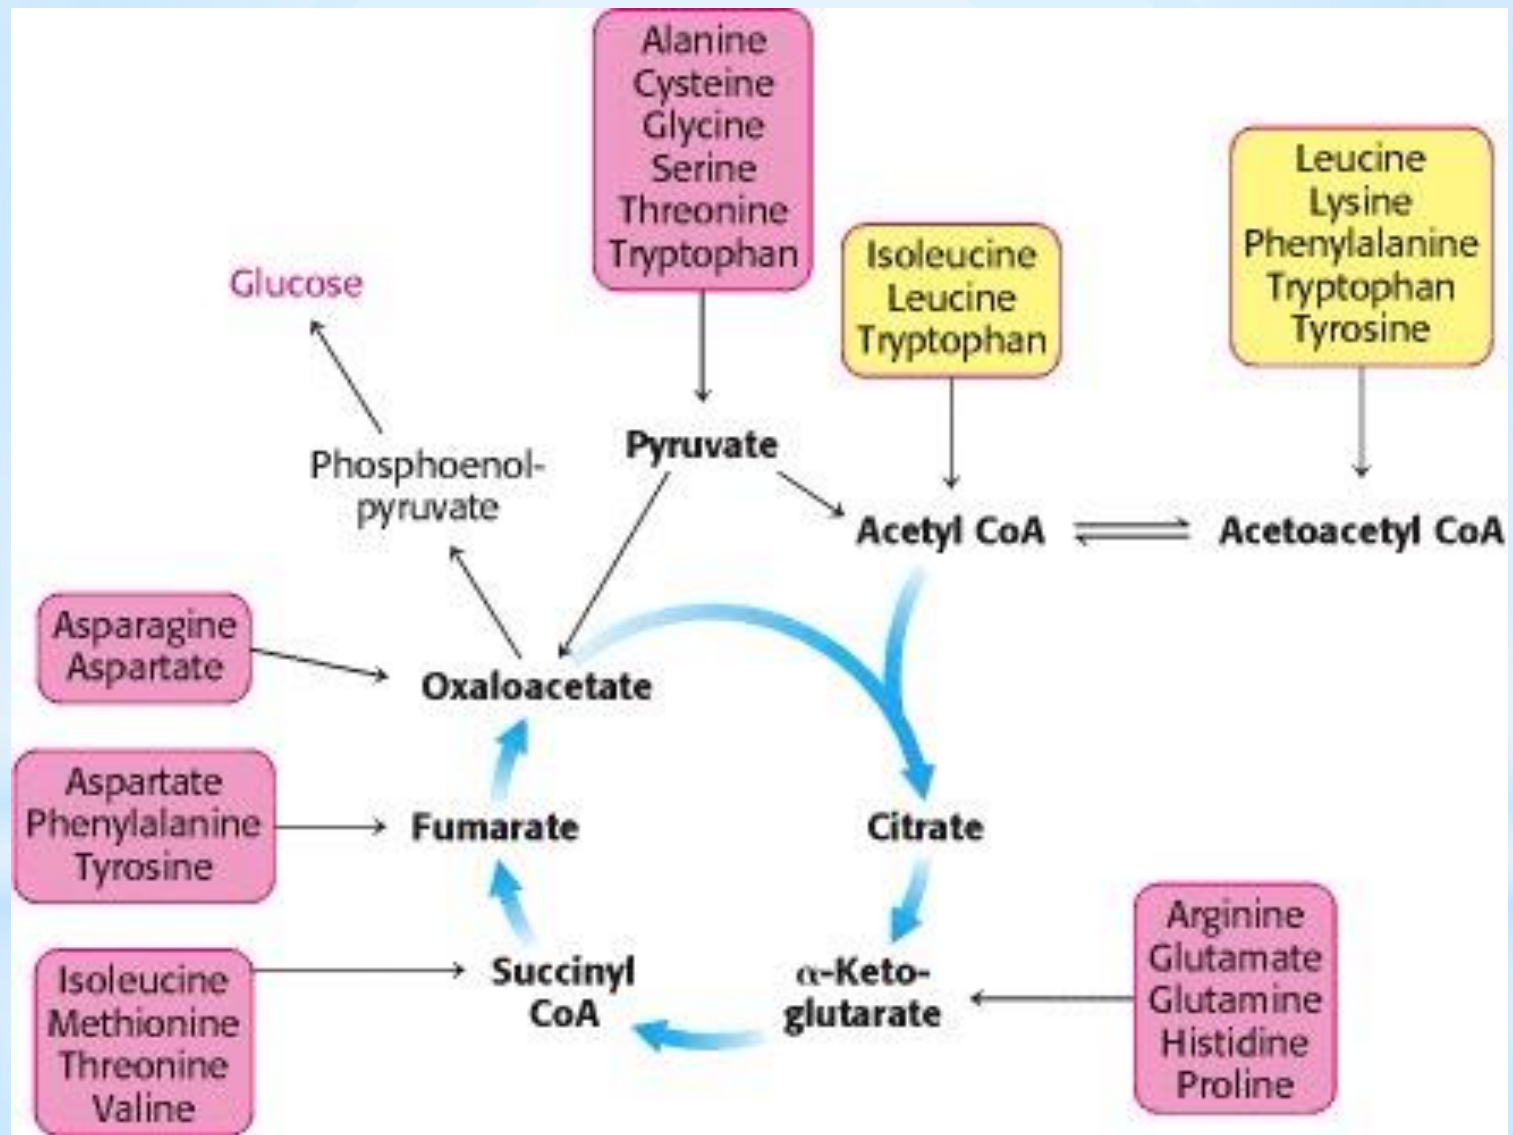 Alanine
Cysteine
Glycine
Serine
Threonine
Tryptophan
Leucine
Lysine
Phenylalanine
Tryptophan
Tyrosine
Isoleucine
Leucine
Tryptophan
Glucose
Pyruvate
Phosphoenol-
pyruvate
Acetyl CoA
Acetoacetyl CoA
Asparagine
Aspartate
Oxaloacetate
Aspartate
Phenylalanine
Tyrosine
Fumarate
Citrate
Isoleucine
Methionine
Threonine
Valine
Succinyl
CoA
α-Keto-
glutarate
Arginine
Glutamate
Glutamine
Histidine
Proline